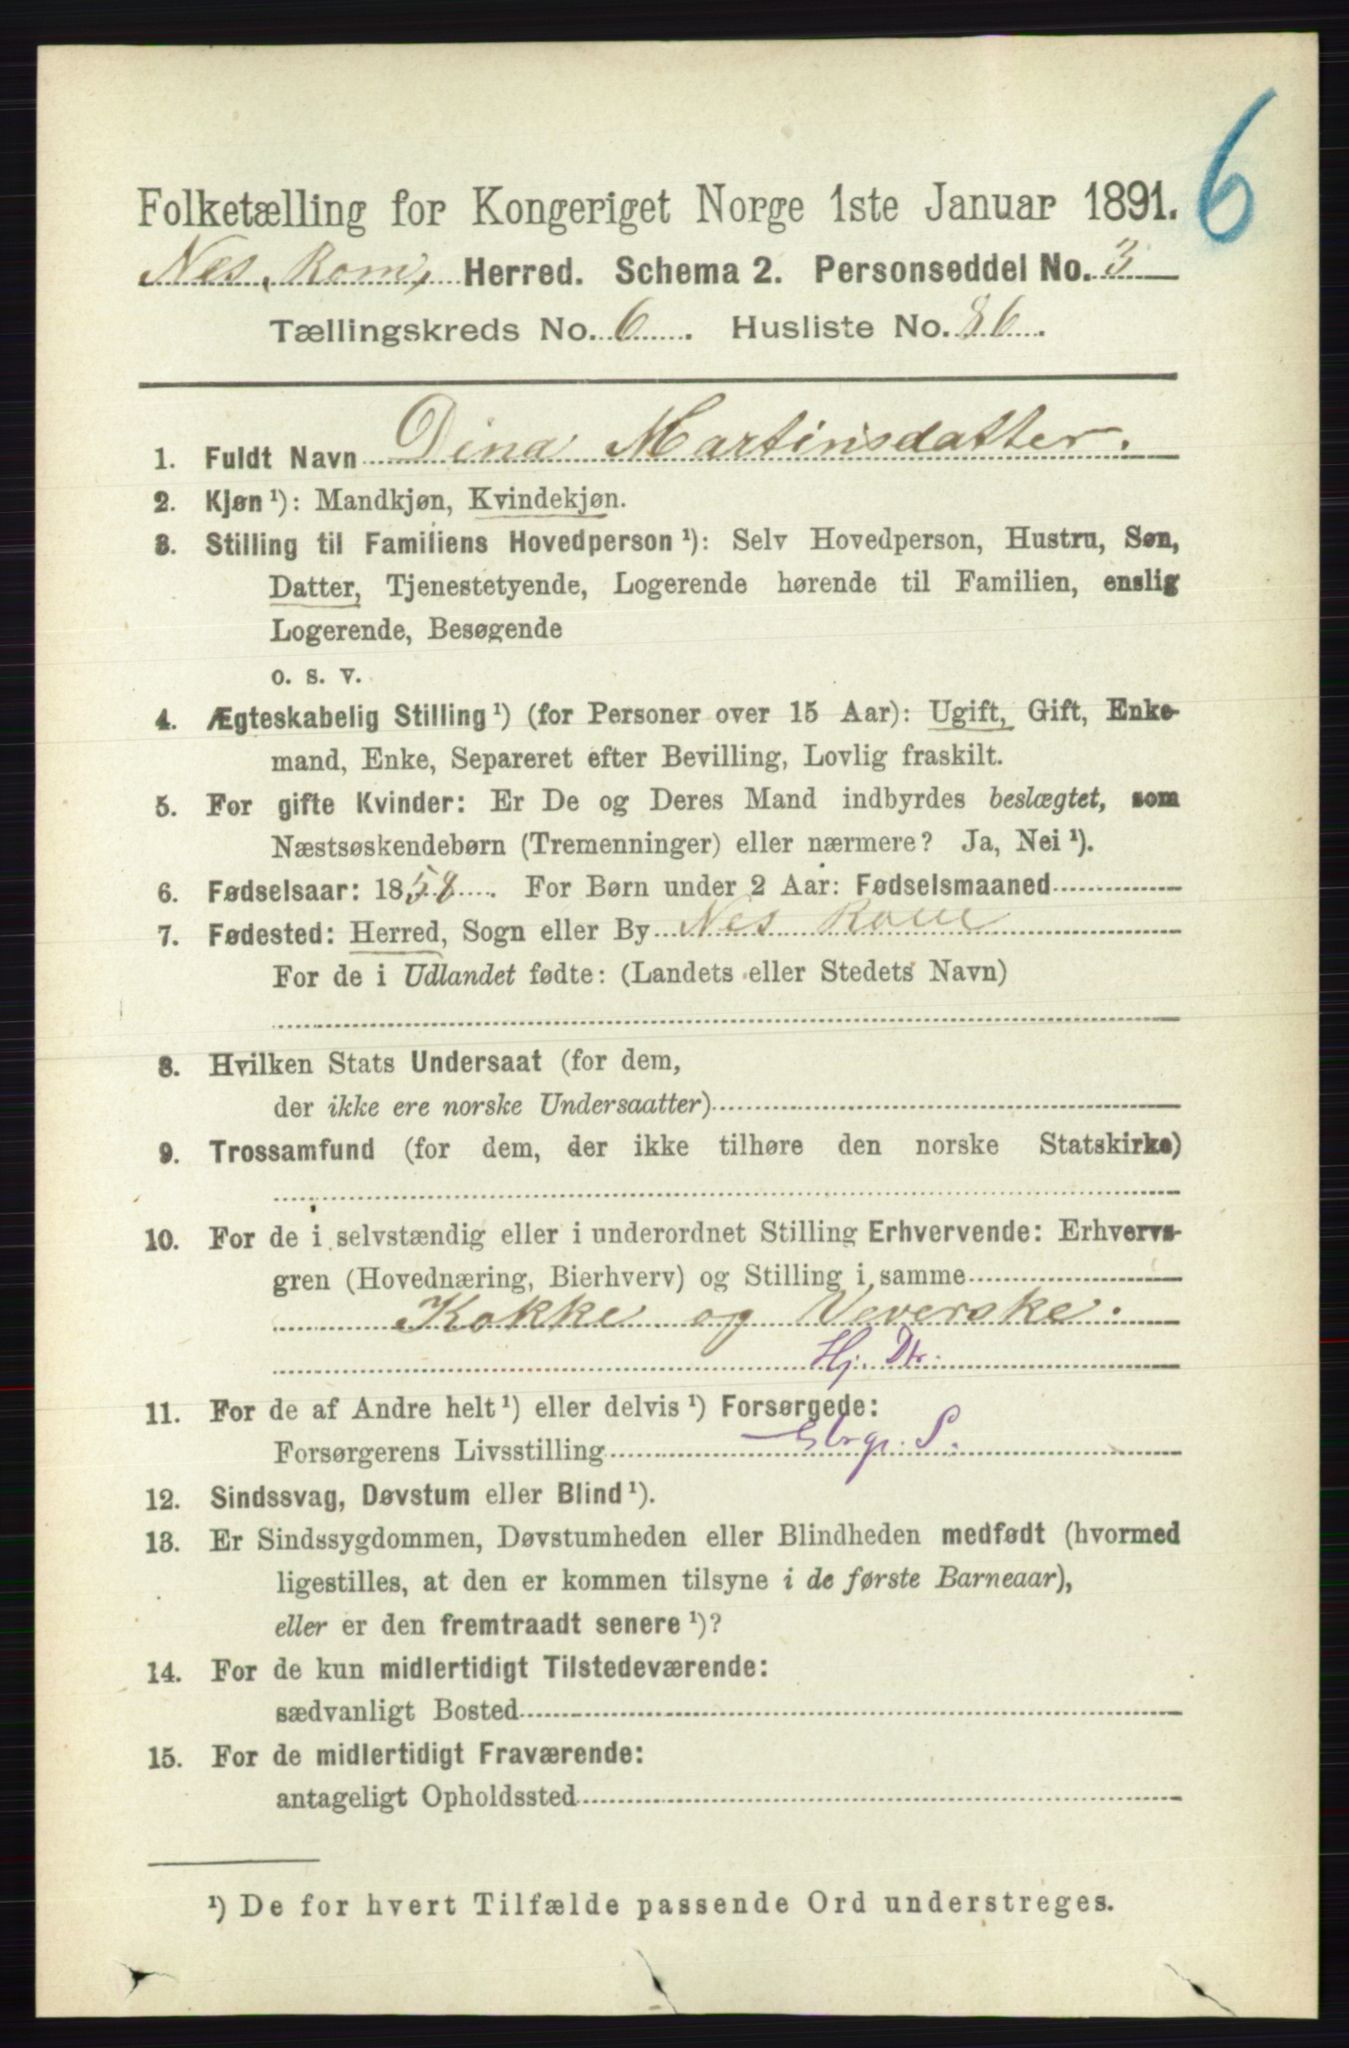 6
Folketælling for Kongeriget Norge 1ste Januar 1891.
Nes, Rom, Herred. Schema 2. Personseddel No. 3
Tællingskreds No. 6. Husliste No. 86.
1. Fuldt Navn Dina Martinsdatter.
2. Kjøn ¹): Mandkjøn, Kvindekjøn.
3. Stilling til Familiens Hovedperson ¹): Selv Hovedperson, Hustru, Søn,
Datter, Tjenestetyende, Logerende hørende til Familien, enslig
Logerende, Besøgende
o. s. v.
4. Ægteskabelig Stilling ¹) (for Personer over 15 Aar): Ugift, Gift, Enke-
mand, Enke, Separeret efter Bevilling, Lovlig fraskilt.
5. For gifte Kvinder: Er De og Deres Mand indbyrdes beslægtet, som
Næstsøskendebørn (Tremenninger) eller nærmere? Ja, Nei ¹).
6. Fødselsaar: 1858. For Børn under 2 Aar: Fødselsmaaned
7. Fødested: Herred, Sogn eller By Nes Rom
For de i Udlandet fødte: (Landets eller Stedets Navn)
8. Hvilken Stats Undersaat (for dem,
der ikke ere norske Undersaatter)
9. Trossamfund (for dem, der ikke tilhøre den norske Statskirke)
10. For de i selvstændig eller i underordnet Stilling Erhvervende: Erhvervs-
gren (Hovednæring, Bierhverv) og Stilling i samme
Kokke og Veverske.
Hj. Dtr.
11. For de af Andre helt ¹) eller delvis ¹) Forsørgede:
Forsørgerens Livsstilling S.
12. Sindssvag, Døvstum eller Blind ¹).
13. Er Sindssygdommen, Døvstumheden eller Blindheden medfødt (hvormed
ligestilles, at den er kommen tilsyne i de første Barneaar),
eller er den fremtraadt senere ¹)?
14. For de kun midlertidigt Tilstedeværende:
sædvanligt Bosted
15. For de midlertidigt Fraværende:
antageligt Opholdssted
¹) De for hvert Tilfælde passende Ord understreges.